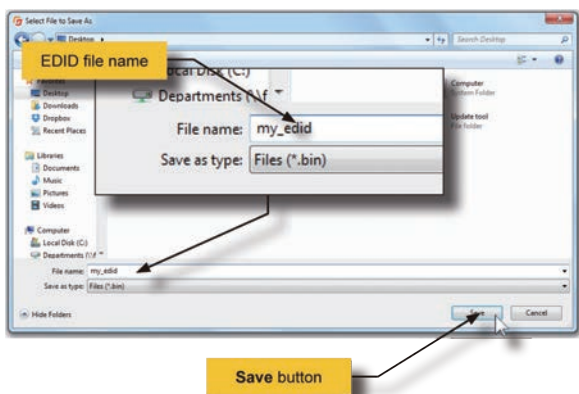 Select File to Save As
Desktop
Search Desktop
EDID file name
Favorites
Desktop
Downloads
Dropbox
Recent Places
Libraries
Documents
Music
Pictures
Videos
Computer
Local Disk (C:)
Departments (\\f
Local Disk (C:)
Departments (\\f
File name: my_edid
Save as type: Files (*.bin)
Computer
System Folder
Update tool
File folder
File name: my_edid
Save as type: Files (*.bin)
Hide Folders
Save
Cancel
Save button